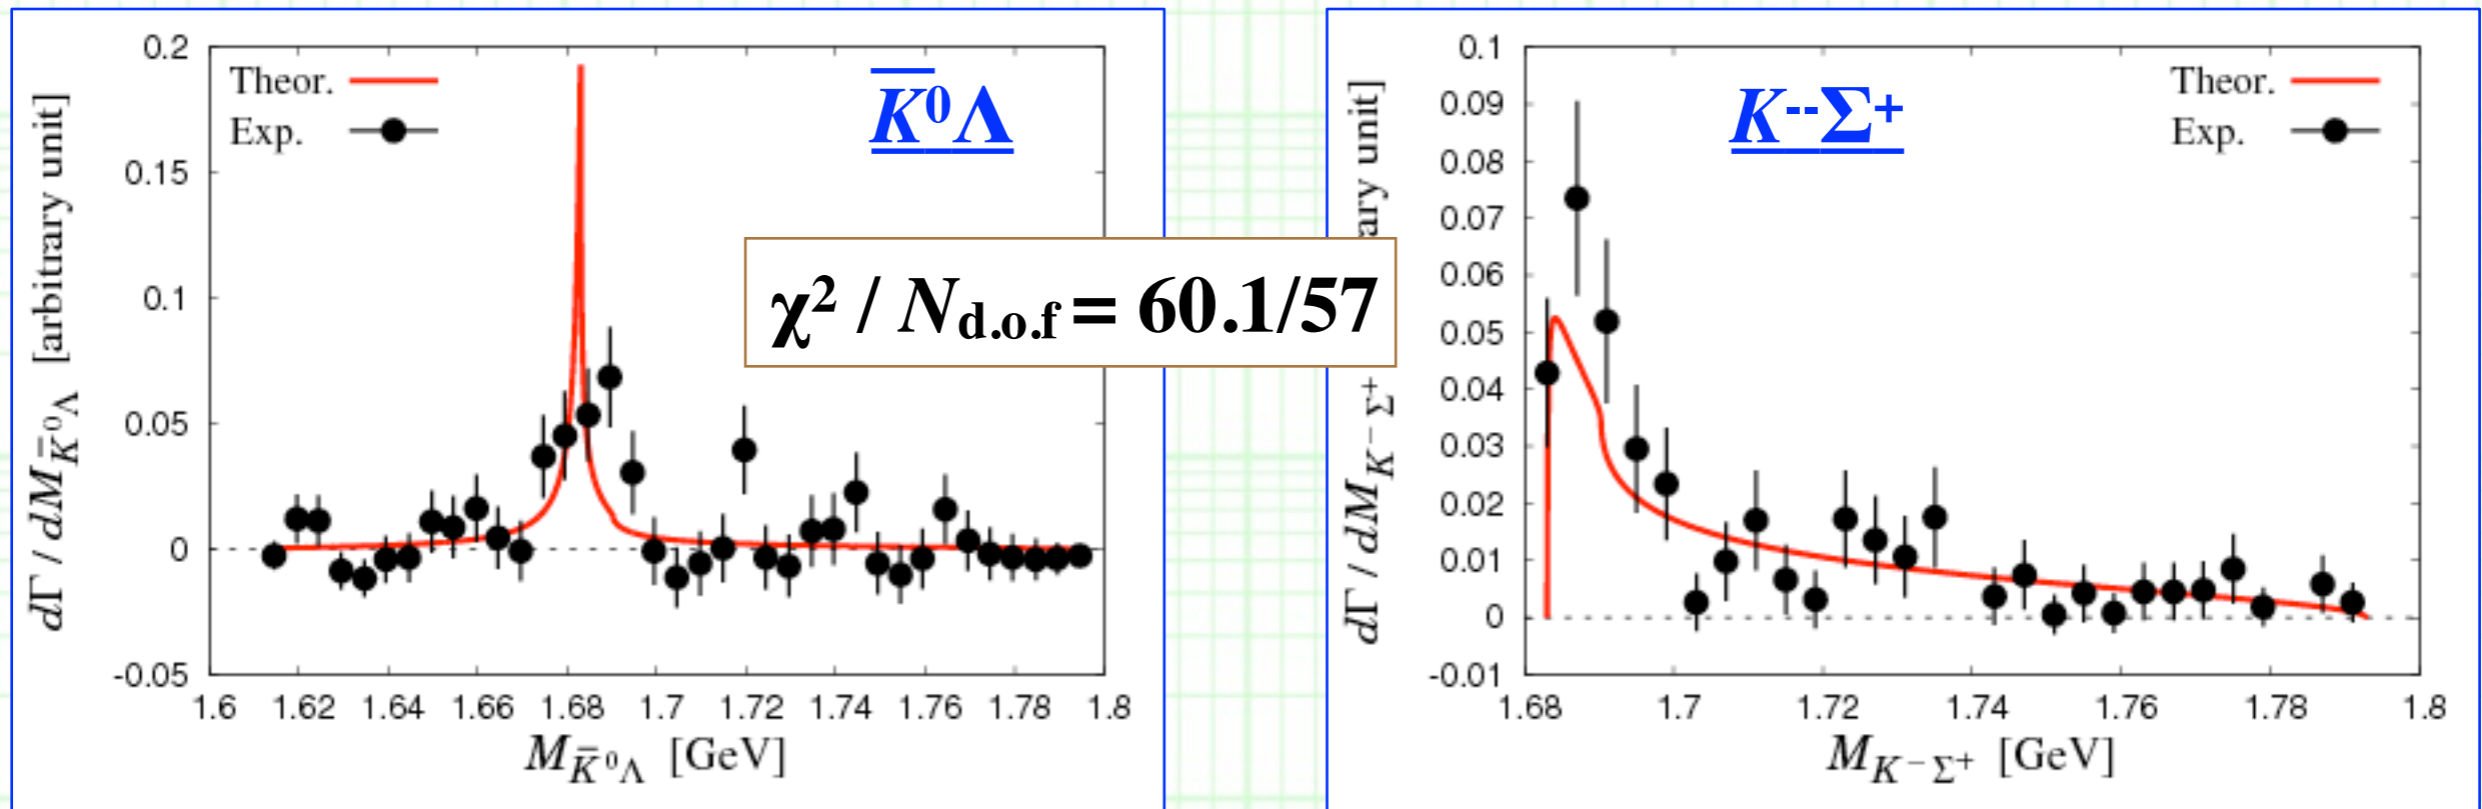 0.2
0.15
0.1
0.05
0
-0.05
1.6 1.62 1.64 1.66 1.68 1.7 1.72 1.74 1.76 1.78 1.8
dΓ / dM_{K̄⁰Λ} [arbitrary unit]
M_{K̄⁰Λ} [GeV]
Theor.
Exp.
K̄⁰Λ
χ² / N_{d.o.f} = 60.1/57
0.1
0.09
0.08
0.07
0.06
0.05
0.04
0.03
0.02
0.01
0
-0.01
1.68 1.7 1.72 1.74 1.76 1.78 1.8
dΓ / dM_{K⁻Σ⁺} ary unit]
M_{K⁻Σ⁺} [GeV]
Theor.
Exp.
K⁻⁻Σ⁺